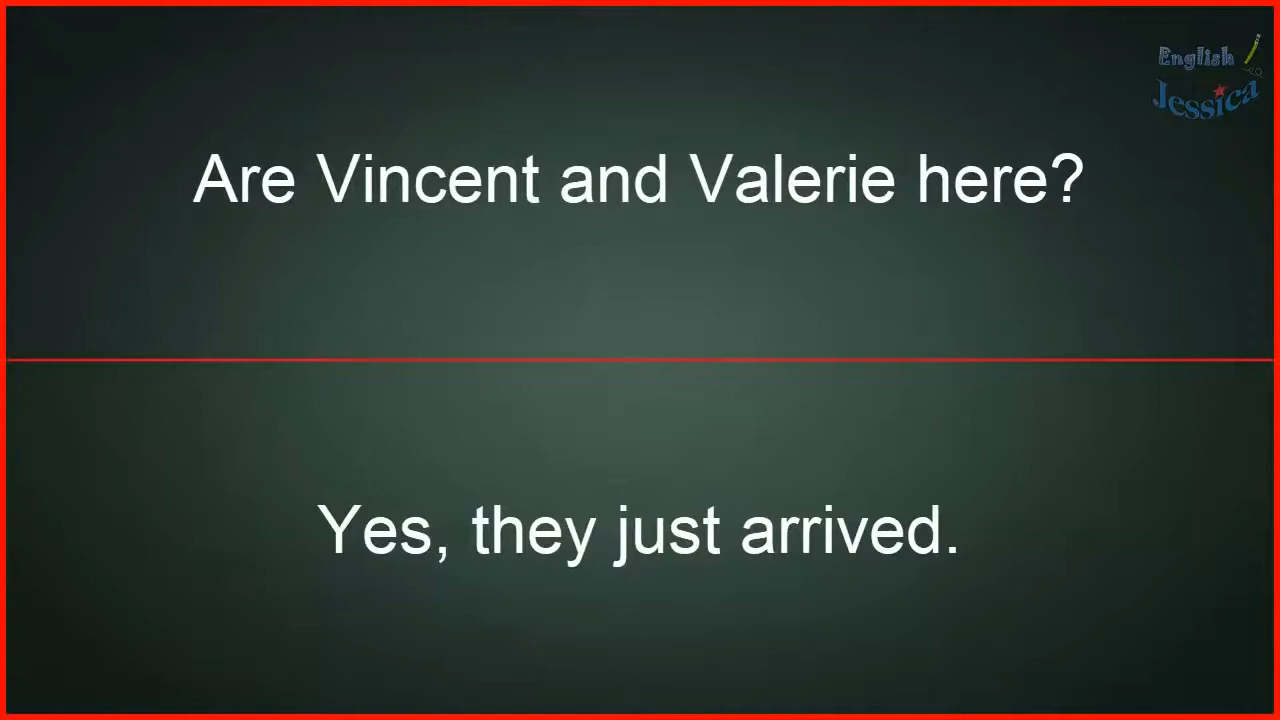 English
Jessica
Are Vincent and Valerie here?
Yes, they just arrived.